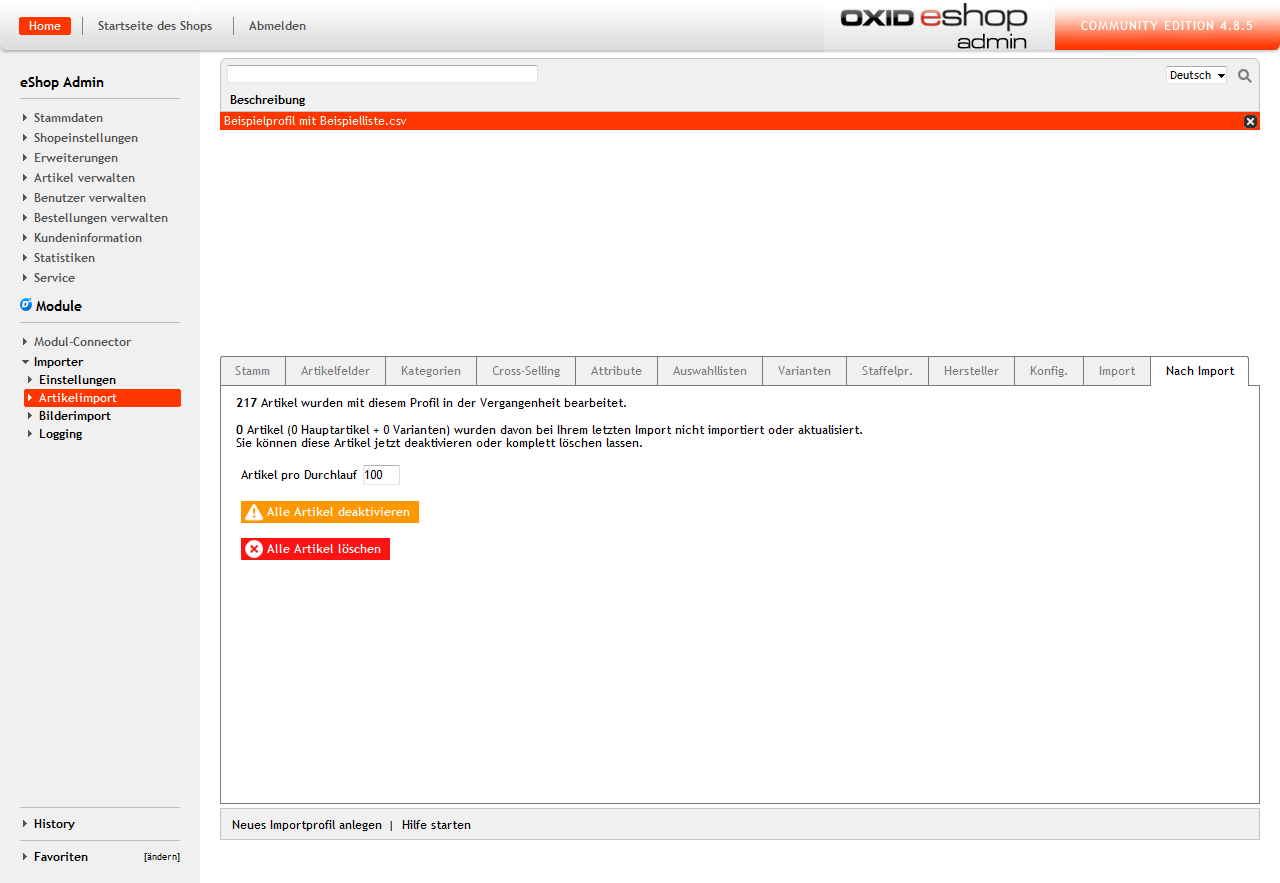 Home
Startseite des Shops
Abmelden
OXID eshop
admin
COMMUNITY EDITION 4.8.5
eShop Admin
Stammdaten
Shopeinstellungen
Erweiterungen
Artikel verwalten
Benutzer verwalten
Bestellungen verwalten
Kundeninformation
Statistiken
Service
Module
Modul-Connector
Importer
Einstellungen
Artikelimport
Bilderimport
Logging
History
Favoriten [ändern]
Deutsch
Beschreibung
Beispielprofil mit Beispielliste.csv
Stamm
Artikelfelder
Kategorien
Cross-Selling
Attribute
Auswahllisten
Varianten
Staffelpr.
Hersteller
Konfig.
Import
Nach Import
217 Artikel wurden mit diesem Profil in der Vergangenheit bearbeitet.
0 Artikel (0 Hauptartikel + 0 Varianten) wurden davon bei Ihrem letzten Import nicht importiert oder aktualisiert.
Sie können diese Artikel jetzt deaktivieren oder komplett löschen lassen.
Artikel pro Durchlauf 100
Alle Artikel deaktivieren
Alle Artikel löschen
Neues Importprofil anlegen | Hilfe starten